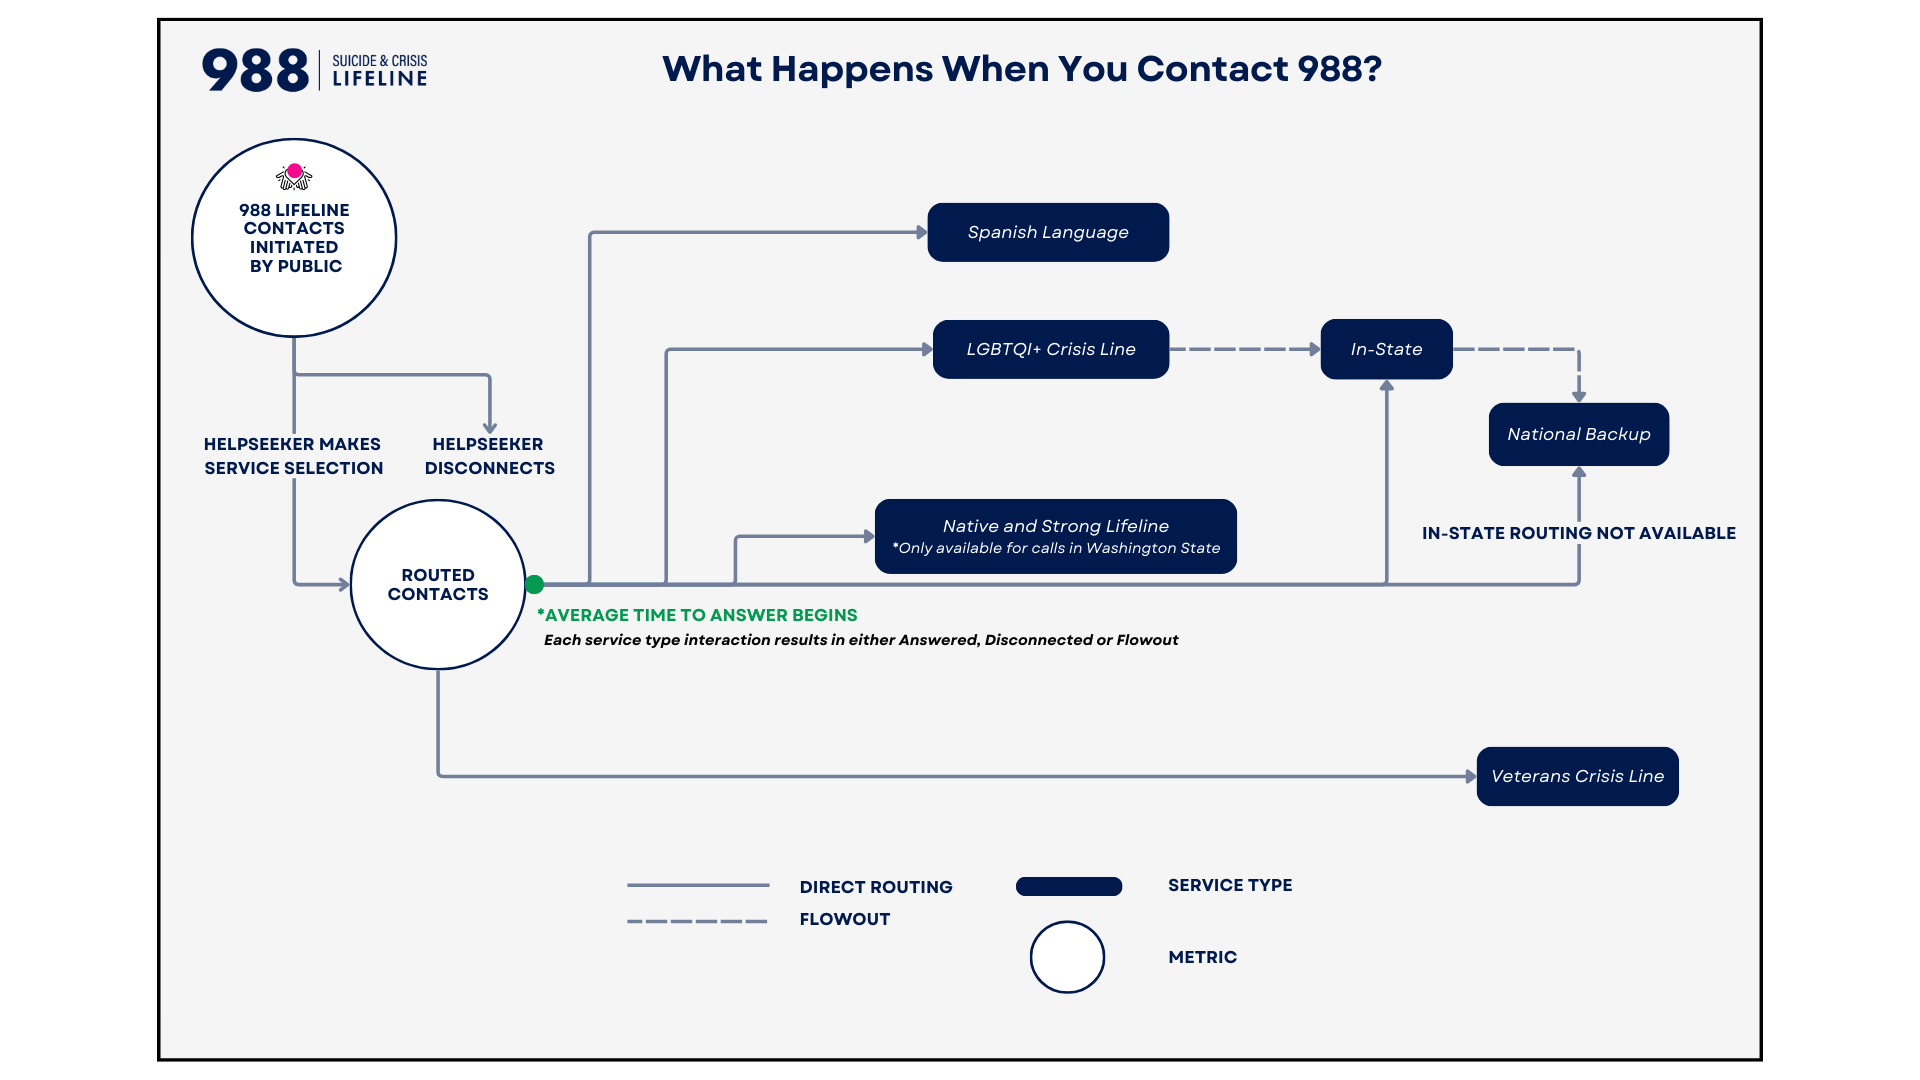 988 SUICIDE & CRISIS
LIFELINE
What Happens When You Contact 988?
988 LIFELINE
CONTACTS
INITIATED
BY PUBLIC
HELPSEEKER MAKES
SERVICE SELECTION
HELPSEEKER
DISCONNECTS
ROUTED
CONTACTS
Spanish Language
LGBTQI+ Crisis Line
In-State
National Backup
Native and Strong Lifeline
*Only available for calls in Washington State
IN-STATE ROUTING NOT AVAILABLE
*AVERAGE TIME TO ANSWER BEGINS
Each service type interaction results in either Answered, Disconnected or Flowout
Veterans Crisis Line
DIRECT ROUTING
FLOWOUT
SERVICE TYPE
METRIC